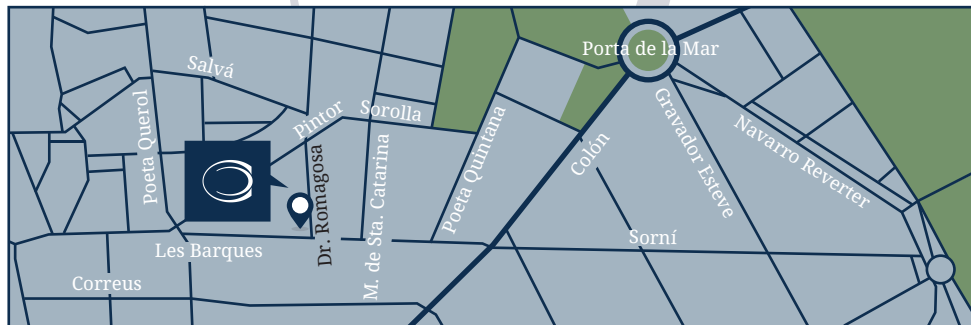 Porta de la Mar
Salvá
Poeta Querol
Pintor Sorolla
Dr. Romagosa
M. de Sta. Catarina
Poeta Quintana
Colón
Gravador Esteve
Navarro Reverter
Les Barques
Sorní
Correus